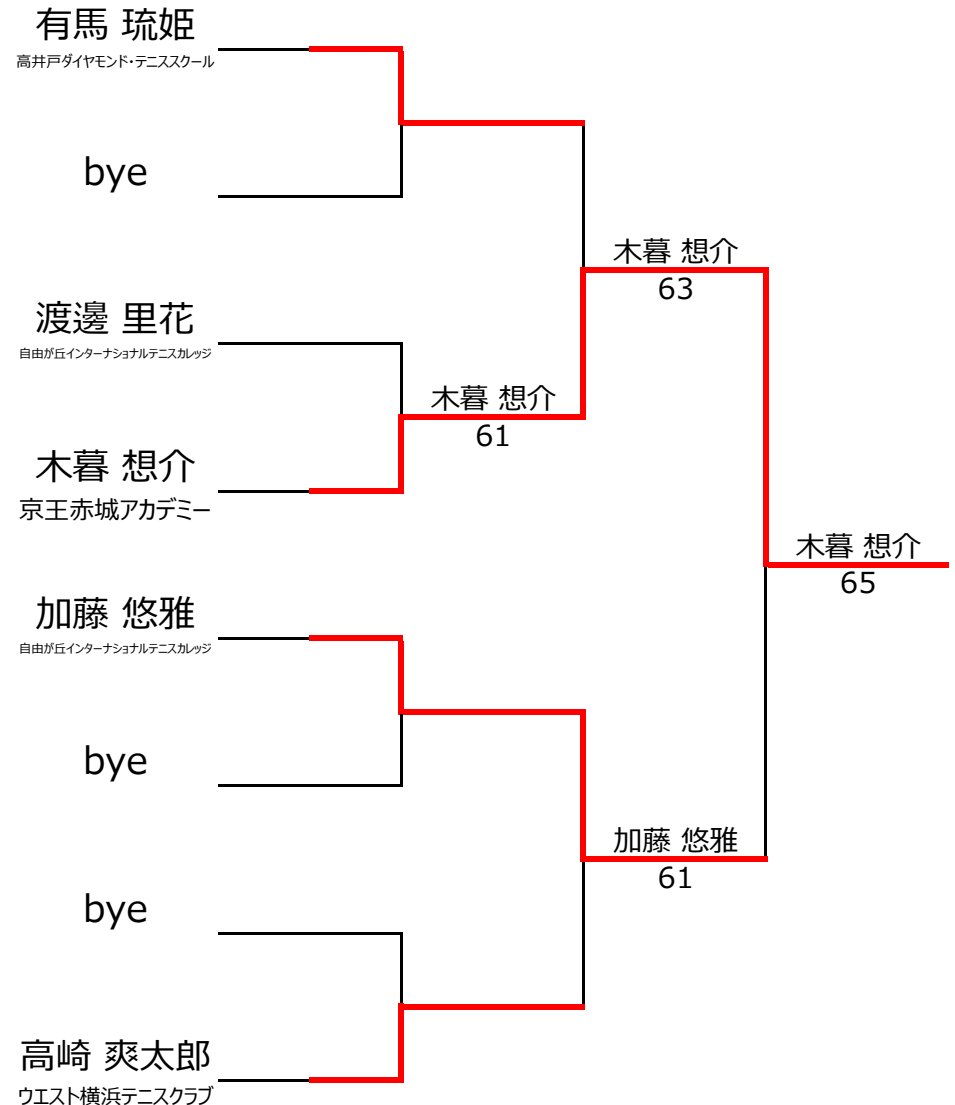 有馬 琉姫
高井戸ダイヤモンド・テニススクール
bye
渡邊 里花
自由が丘インターナショナルテニスカレッジ
木暮 想介
京王赤城アカデミー
加藤 悠雅
自由が丘インターナショナルテニスカレッジ
bye
bye
高崎 爽太郎
ウエスト横浜テニスクラブ
木暮 想介
61
木暮 想介
63
加藤 悠雅
61
木暮 想介
65